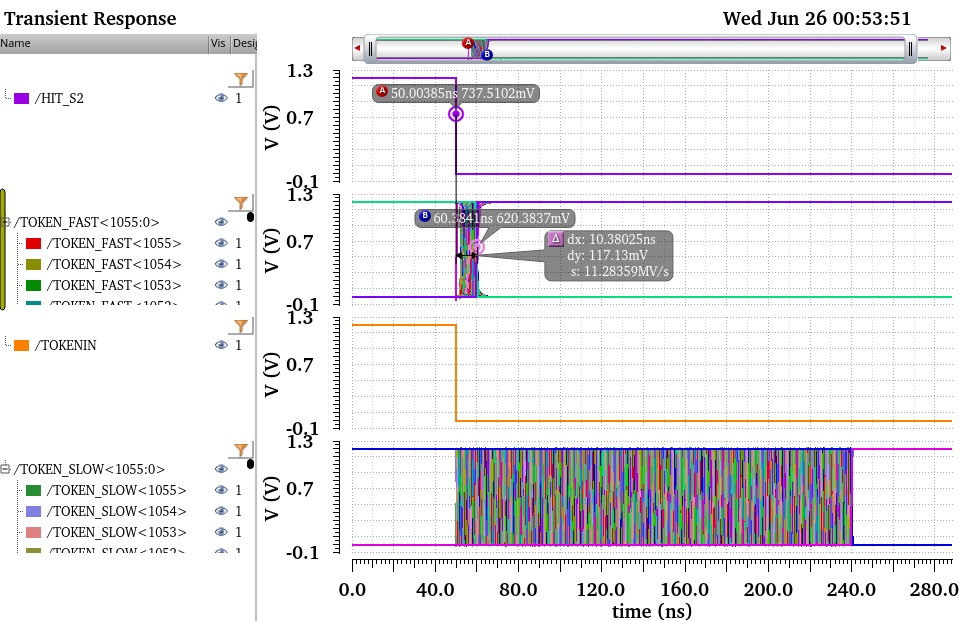 Transient Response
Wed Jun 26 00:53:51
Name Vis Desig
A
B
/HIT_S2 1
1.3
V (V)
0.7
-0.1
A 50.00385ns 737.5102mV
/TOKEN_FAST<1055:0>
/TOKEN_FAST<1055> 1
/TOKEN_FAST<1054> 1
/TOKEN_FAST<1053> 1
1.3
V (V)
0.7
-0.1
B 60.3841ns 620.3837mV
Δ dx: 10.38025ns
dy: 117.13mV
s: 11.28359MV/s
/TOKENIN 1
1.3
V (V)
0.7
-0.1
/TOKEN_SLOW<1055:0>
/TOKEN_SLOW<1055> 1
/TOKEN_SLOW<1054> 1
/TOKEN_SLOW<1053> 1
1.3
V (V)
0.7
-0.1
0.0 40.0 80.0 120.0 160.0 200.0 240.0 280.0
time (ns)